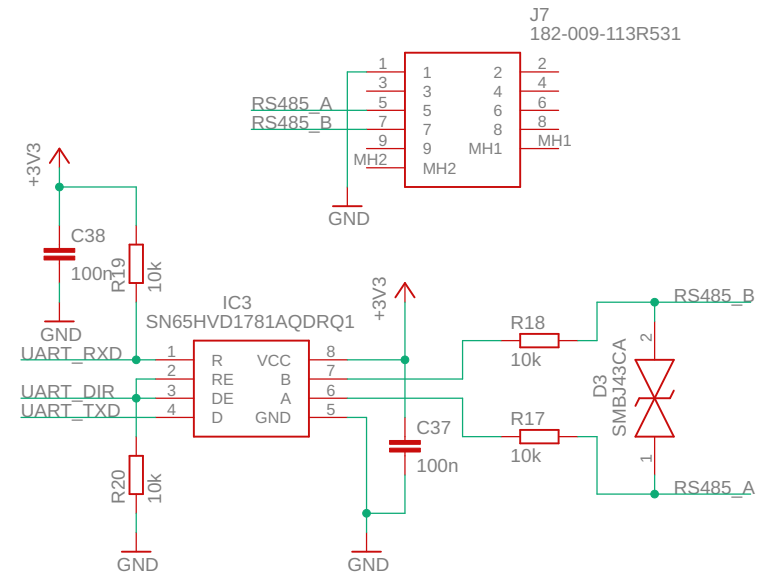 J7
182-009-113R531
1
1
2
2
3
3
4
4
RS485_A
5
5
6
6
RS485_B
7
7
8
8
9
9
MH1
MH1
MH2
MH2
GND
+3V3
C38
100n
R19
10k
GND
IC3
SN65HVD1781AQDRQ1
+3V3
UART_RXD
1
R
VCC
8
2
RE
B
7
UART_DIR
3
DE
A
6
UART_TXD
4
D
GND
5
R20
10k
GND
C37
100n
GND
R18
10k
R17
10k
RS485_B
2
D3
SMBJ43CA
1
RS485_A